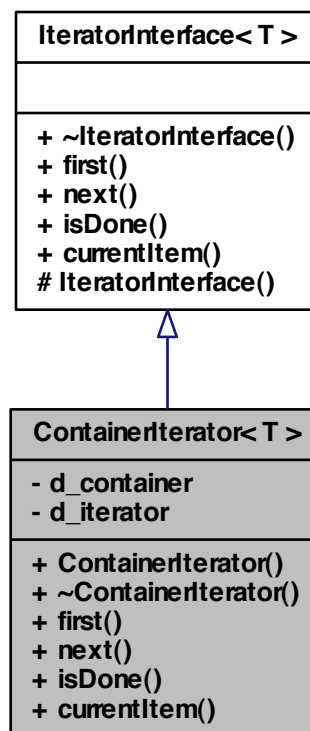 IteratorInterface< T >
+ ~IteratorInterface()
+ first()
+ next()
+ isDone()
+ currentItem()
# IteratorInterface()
ContainerIterator< T >
- d_container
- d_iterator
+ ContainerIterator()
+ ~ContainerIterator()
+ first()
+ next()
+ isDone()
+ currentItem()